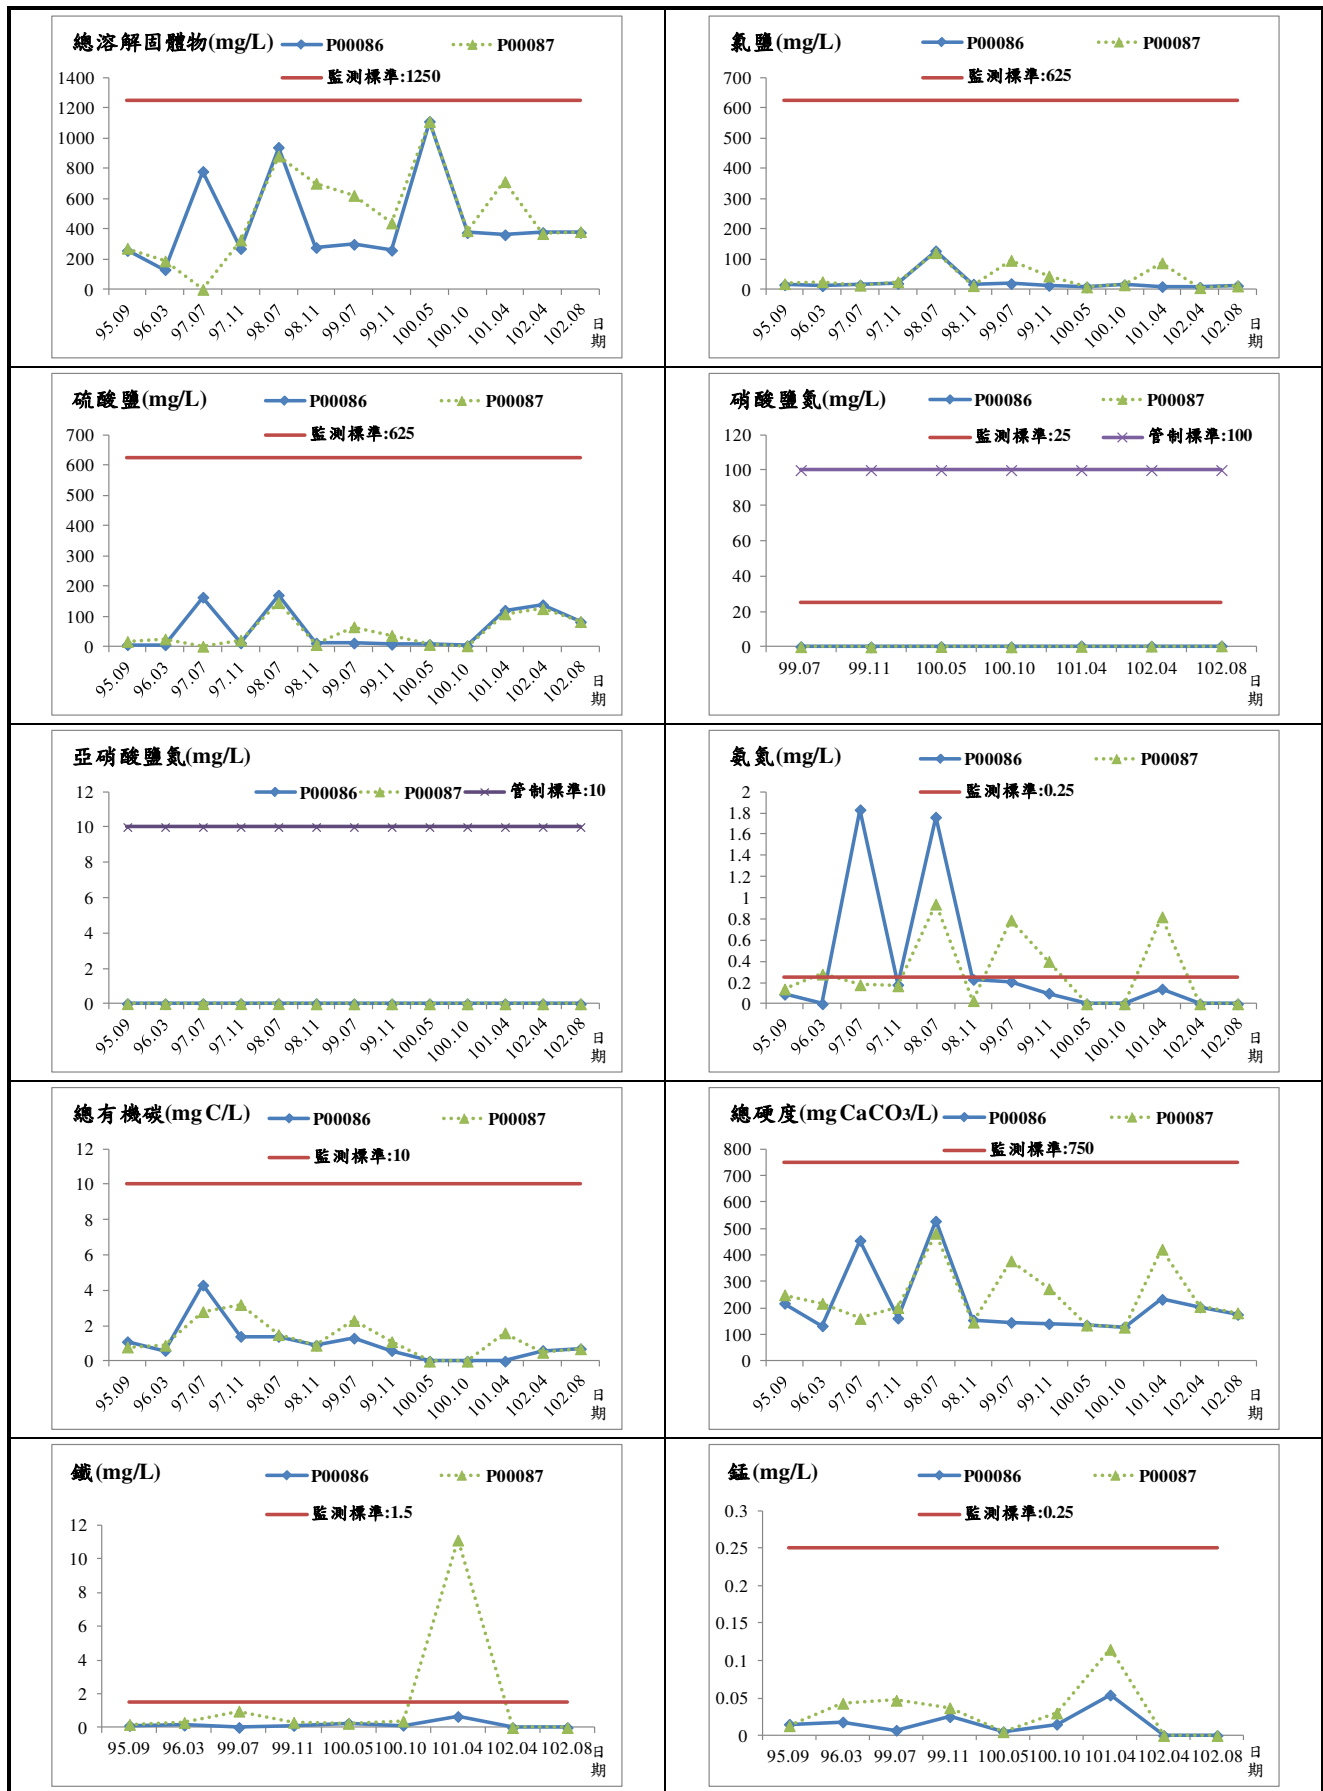 總溶解固體物(mg/L) P00086 P00087
監測標準:1250
1400
1200
1000
800
600
400
200
0
95.09 96.03 97.07 97.11 98.07 98.11 99.07 99.11 100.05 100.10 101.04 102.04 102.08 日期
氯鹽(mg/L) P00086 P00087
監測標準:625
700
600
500
400
300
200
100
0
95.09 96.03 97.07 97.11 98.07 98.11 99.07 99.11 100.05 100.10 101.04 102.04 102.08 日期
硫酸鹽(mg/L) P00086 P00087
監測標準:625
700
600
500
400
300
200
100
0
95.09 96.03 97.07 97.11 98.07 98.11 99.07 99.11 100.05 100.10 101.04 102.04 102.08 日期
硝酸鹽氮(mg/L) P00086 P00087
監測標準:25 管制標準:100
120
100
80
60
40
20
0
99.07 99.11 100.05 100.10 101.04 102.04 102.08 日期
亞硝酸鹽氮(mg/L)
P00086 P00087 管制標準:10
12
10
8
6
4
2
0
95.09 96.03 97.07 97.11 98.07 98.11 99.07 99.11 100.05 100.10 101.04 102.04 102.08 日期
氨氮(mg/L) P00086 P00087
監測標準:0.25
2
1.8
1.6
1.4
1.2
1
0.8
0.6
0.4
0.2
0
95.09 96.03 97.07 97.11 98.07 98.11 99.07 99.11 100.05 100.10 101.04 102.04 102.08 日期
總有機碳(mg C/L) P00086 P00087
監測標準:10
12
10
8
6
4
2
0
95.09 96.03 97.07 97.11 98.07 98.11 99.07 99.11 100.05 100.10 101.04 102.04 102.08 日期
總硬度(mg CaCO3/L) P00086 P00087
監測標準:750
800
700
600
500
400
300
200
100
0
95.09 96.03 97.07 97.11 98.07 98.11 99.07 99.11 100.05 100.10 101.04 102.04 102.08 日期
鐵(mg/L) P00086 P00087
監測標準:1.5
12
10
8
6
4
2
0
95.09 96.03 99.07 99.11 100.05 100.10 101.04 102.04 102.08 日期
錳(mg/L) P00086 P00087
監測標準:0.25
0.3
0.25
0.2
0.15
0.1
0.05
0
95.09 96.03 99.07 99.11 100.05 100.10 101.04 102.04 102.08 日期